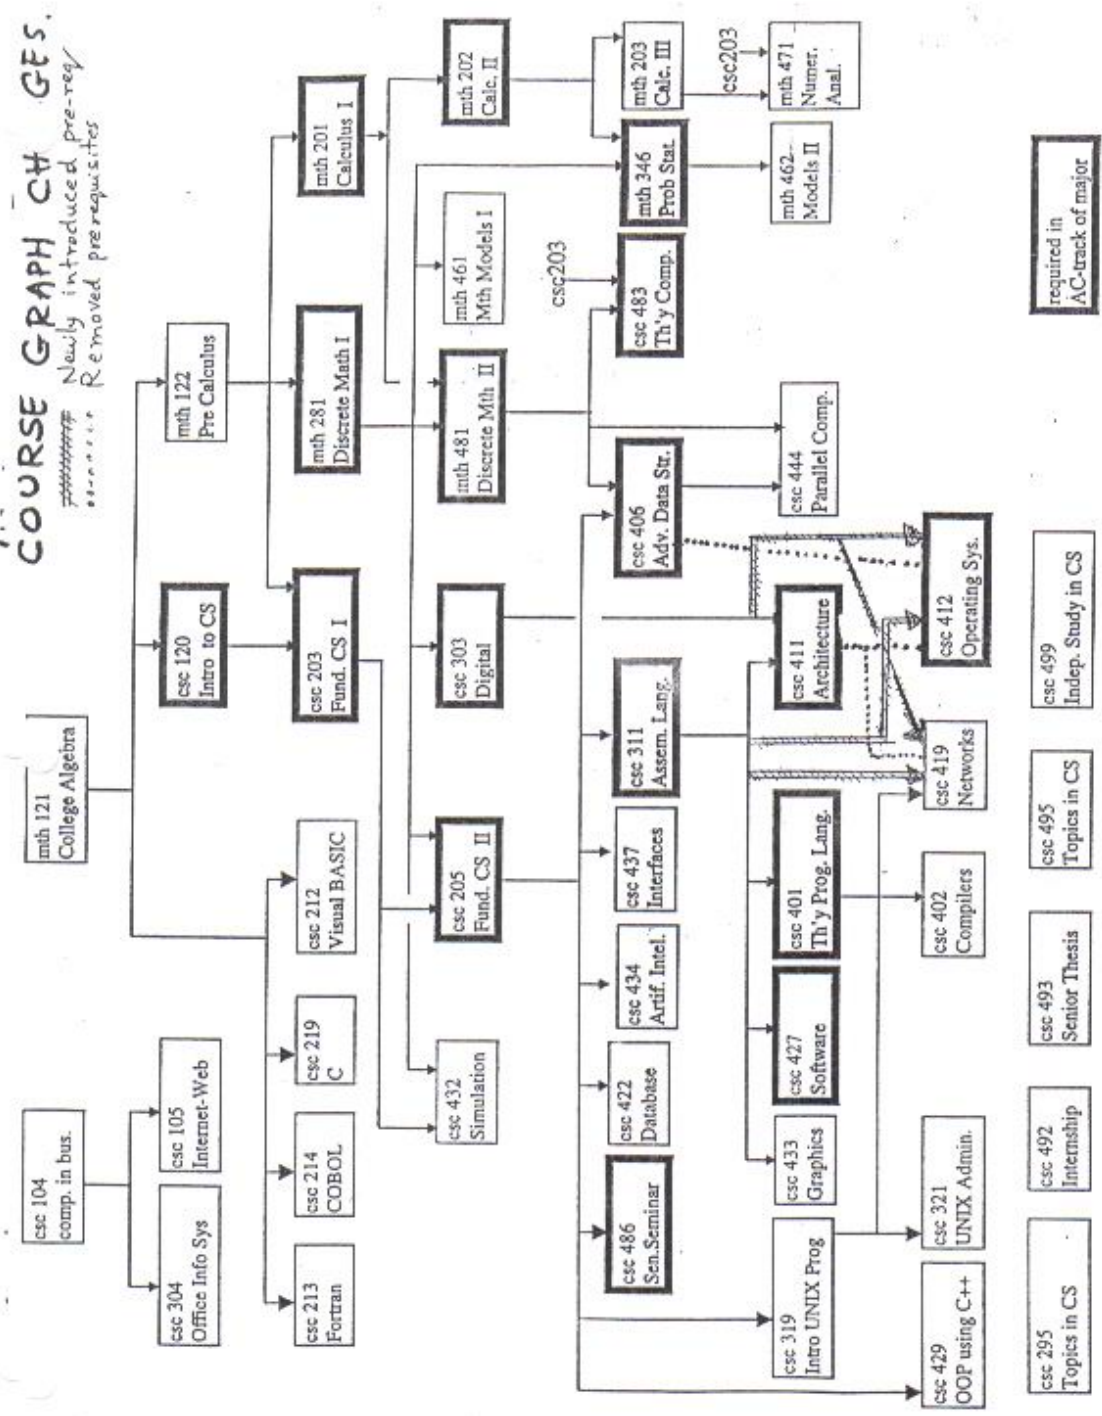 COURSE GRAPH CH GES.
Newly introduced pre-req
Removed prerequisites
mth 121
College Algebra
csc 104
comp. in bus.
mth 122
Pre Calculus
csc 120
Intro to CS
csc 105
Internet-Web
csc 304
Office Info Sys
mth 201
Calculus I
mth 281
Discrete Math I
csc 203
Fund. CS I
csc 212
Visual BASIC
csc 219
C
csc 214
COBOL
csc 213
Fortran
mth 202
Calc. II
mth 461
Mth Models I
mth 481
Discrete Mth II
csc 303
Digital
csc 205
Fund. CS II
csc 432
Simulation
mth 203
Calc. III
mth 346
Prob Stat.
csc203
csc 483
Th'y Comp.
csc 406
Adv. Data Str.
csc 311
Assem. Lang.
csc 437
Interfaces
csc 434
Artif. Intel.
csc 422
Database
csc 486
Sen.Seminar
csc203
mth 471
Numer.
Anal.
mth 462
Models II
csc 444
Parallel Comp.
csc 411
Architecture
csc 401
Th'y Prog. Lang.
csc 427
Software
csc 433
Graphics
csc 319
Intro UNIX Prog
csc 412
Operating Sys.
csc 419
Networks
csc 402
Compilers
csc 321
UNIX Admin.
csc 429
OOP using C++
required in
AC-track of major
csc 499
Indep. Study in CS
csc 495
Topics in CS
csc 493
Senior Thesis
csc 492
Internship
csc 295
Topics in CS